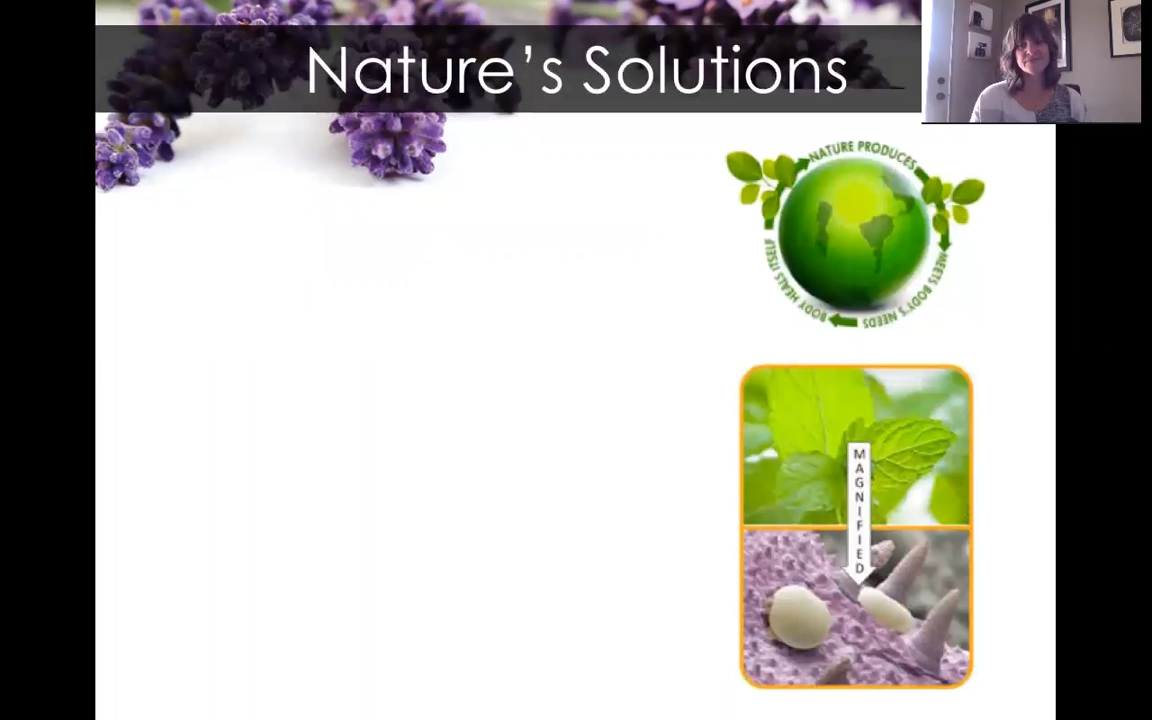 Nature's Solutions
NATURE PRODUCES
MEETS BODY'S NEEDS
BODY HEALS ITSELF
MAGNIFIED